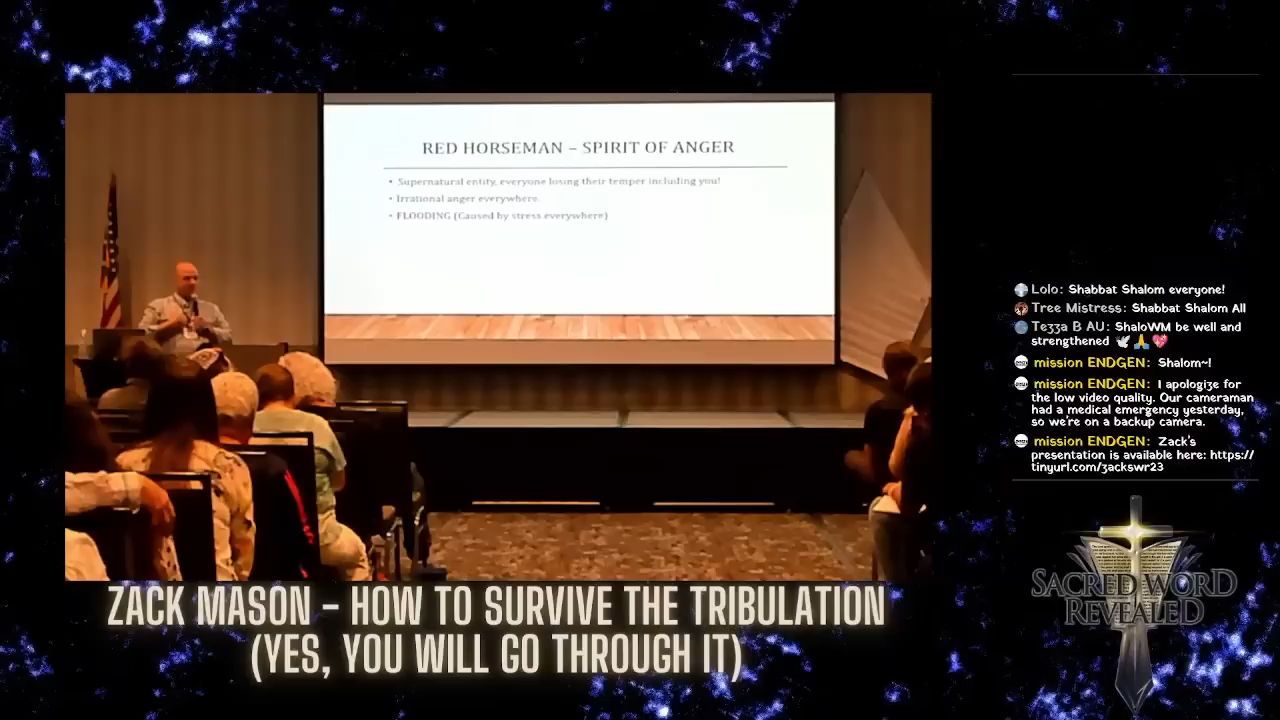 RED HORSEMAN – SPIRIT OF ANGER
• Supernatural entity, everyone losing their temper including you!
• Irrational anger everywhere.
• FLOODING (Caused by stress everywhere)
Lolo: Shabbat Shalom everyone!
Tree Mistress: Shabbat Shalom All
Tezza B AU: ShaloWM be well and
strengthened 🕊️🙏💖
mission ENDGEN: Shalom~!
mission ENDGEN: I apologize for
the low video quality. Our cameraman
had a medical emergency yesterday,
so we're on a backup camera.
mission ENDGEN: Zack's
presentation is available here: https://
tinyurl.com/zackswr23
SACRED WORD
REVEALED
ZACK MASON – HOW TO SURVIVE THE TRIBULATION
(YES, YOU WILL GO THROUGH IT)